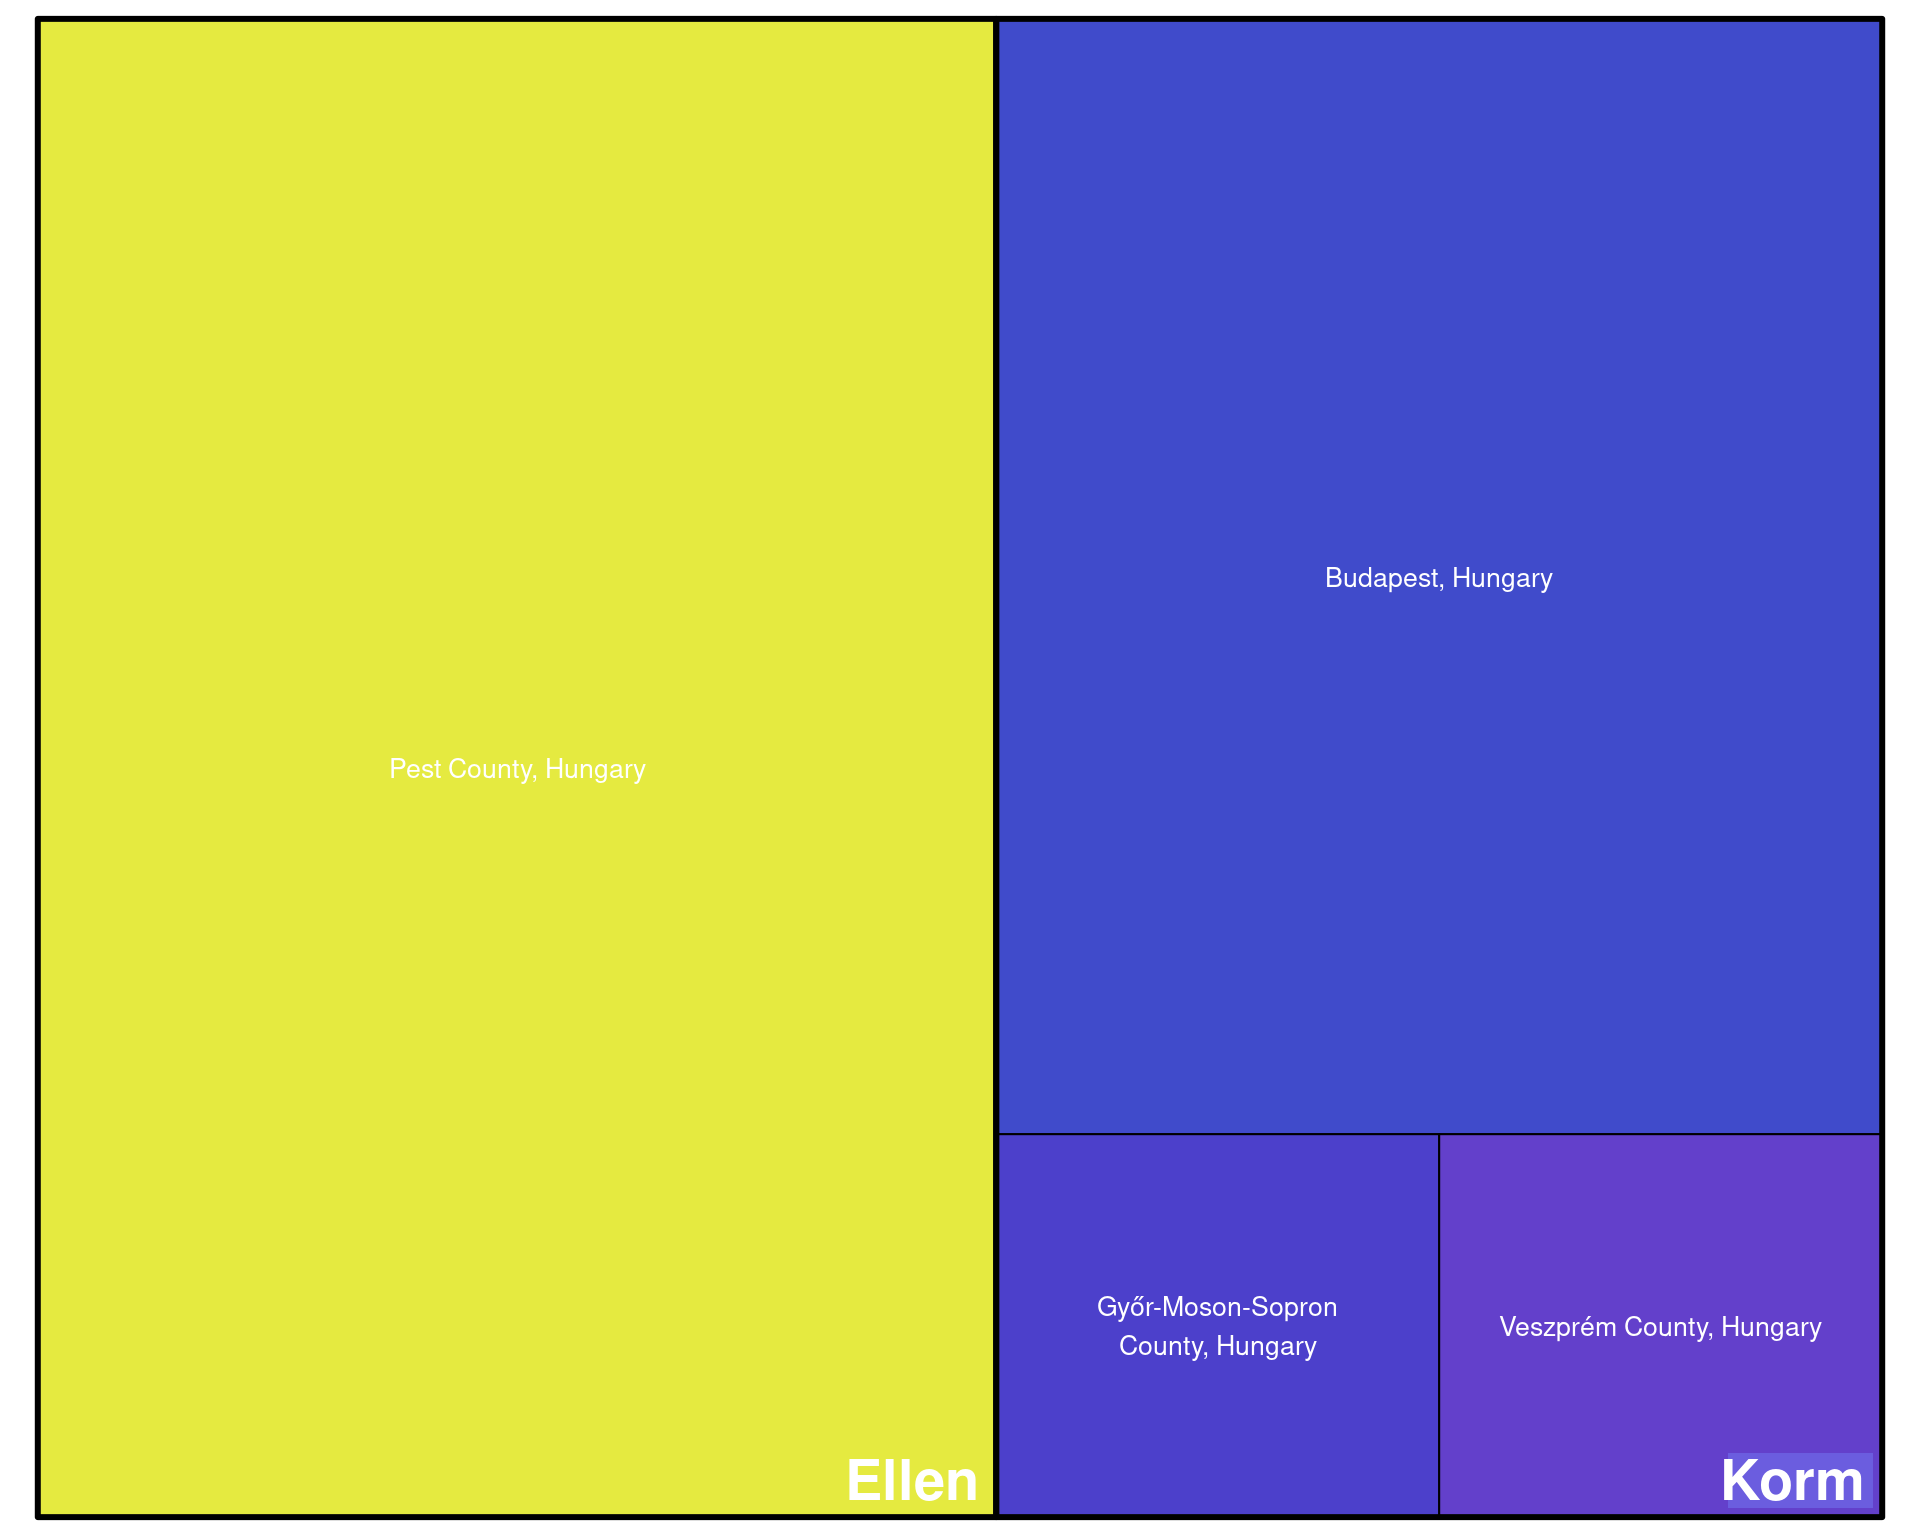 Pest County, Hungary
Ellen
Budapest, Hungary
Győr-Moson-Sopron
County, Hungary
Veszprém County, Hungary
Korm